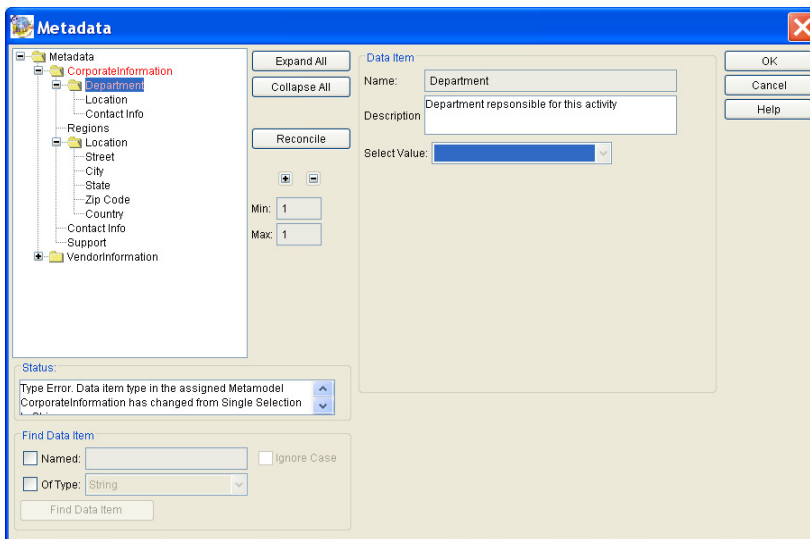 Metadata
Metadata
CorporateInformation
Department
Location
Contact Info
Regions
Location
Street
City
State
Zip Code
Country
Contact Info
Support
VendorInformation
Expand All
Collapse All
Reconcile
Min: 1
Max: 1
Data Item
Name: Department
Description Department repsonsible for this activity
Select Value:
OK
Cancel
Help
Status:
Type Error. Data item type in the assigned Metamodel
CorporateInformation has changed from Single Selection
Find Data Item
Named:
Ignore Case
Of Type: String
Find Data Item